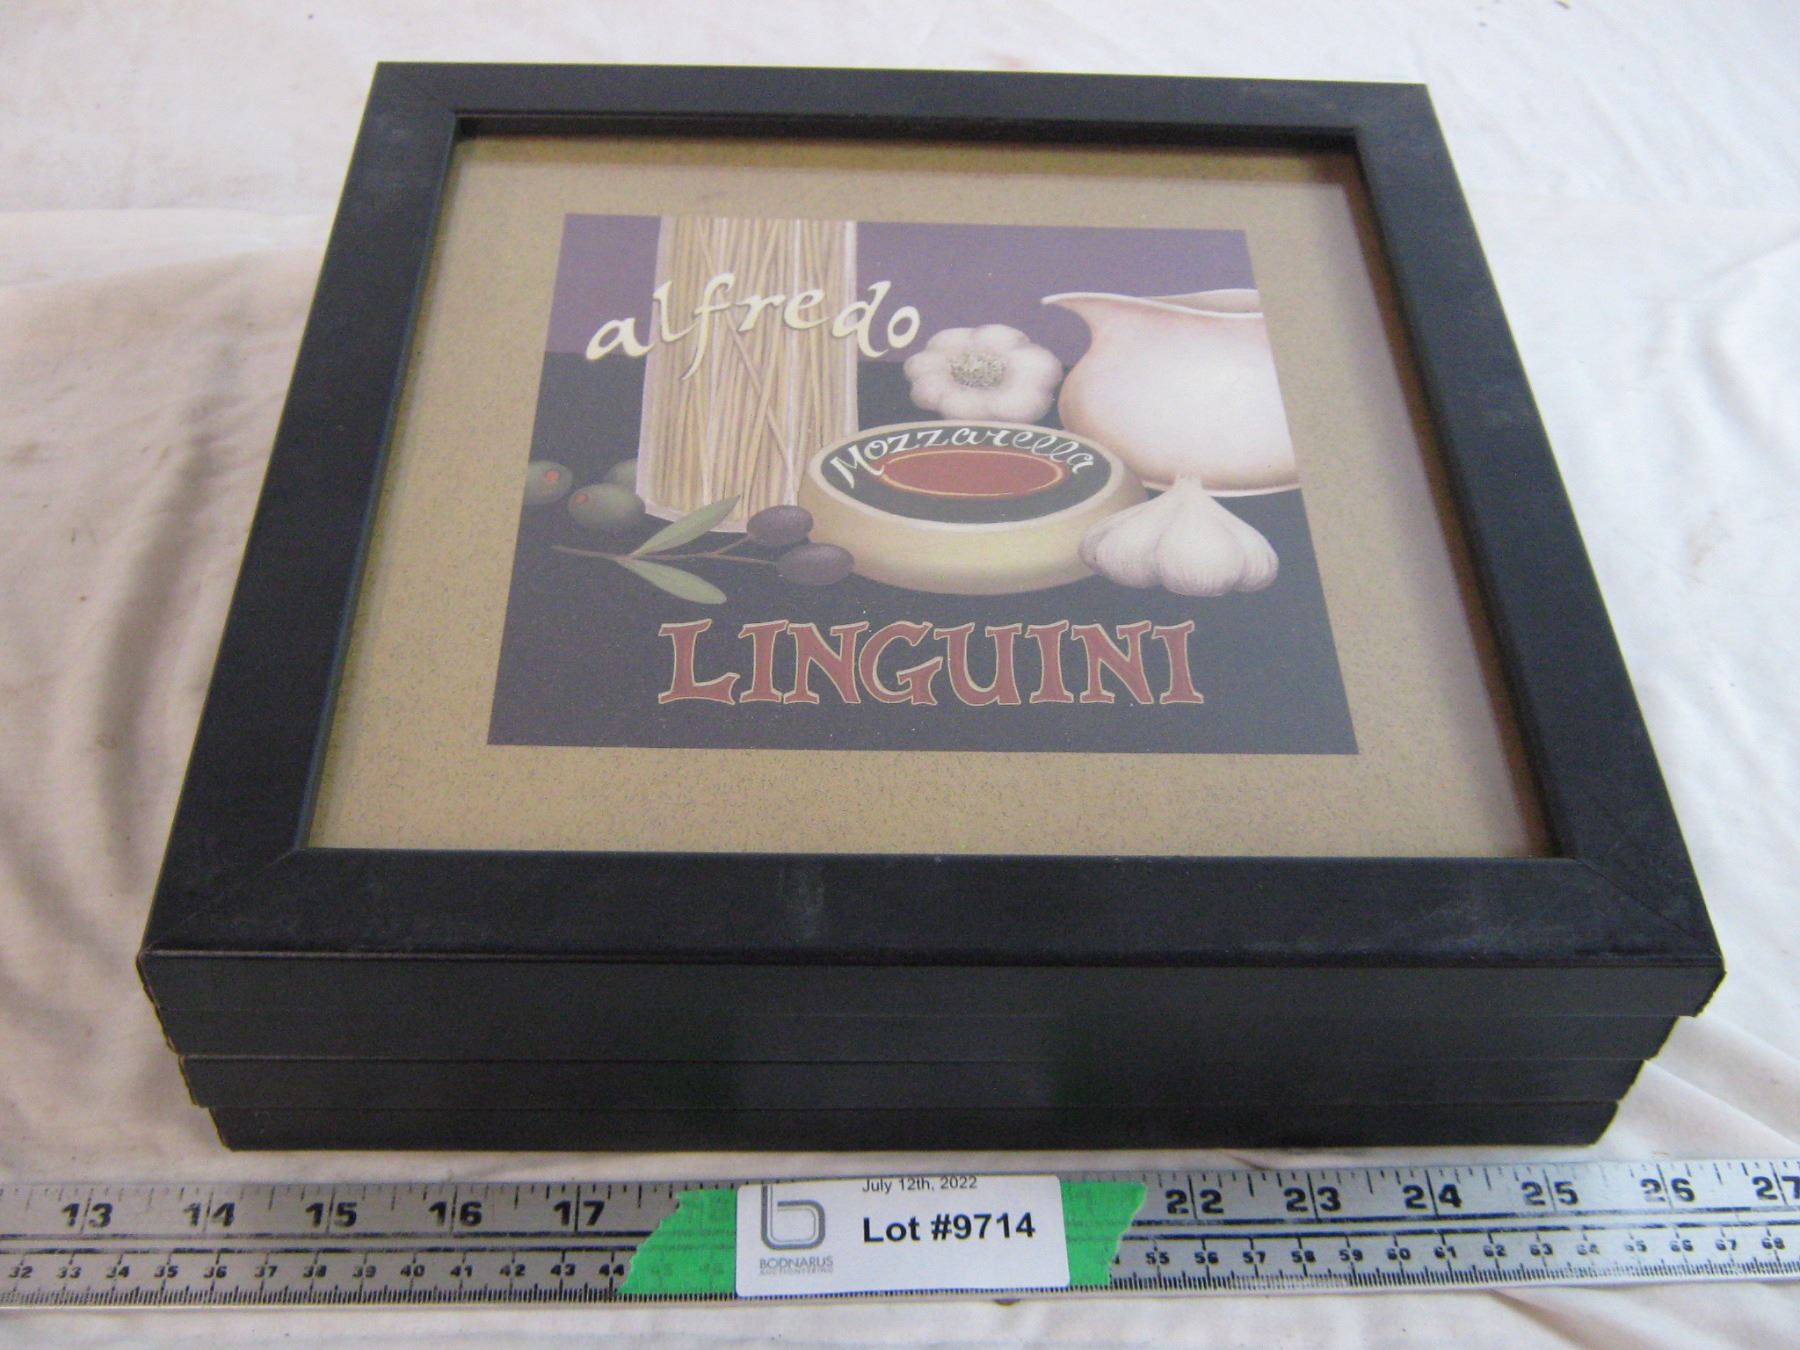 alfredo
Mozzarella
LINGUINI
July 12th, 2022
Lot #9714
BODNARUS
AUCTIONEERING
13 14 15 16 17 22 23 24 25 26 27
32 33 34 35 36 37 38 39 40 41 42 43 44 55 56 57 58 59 60 61 62 63 64 65 66 67 68